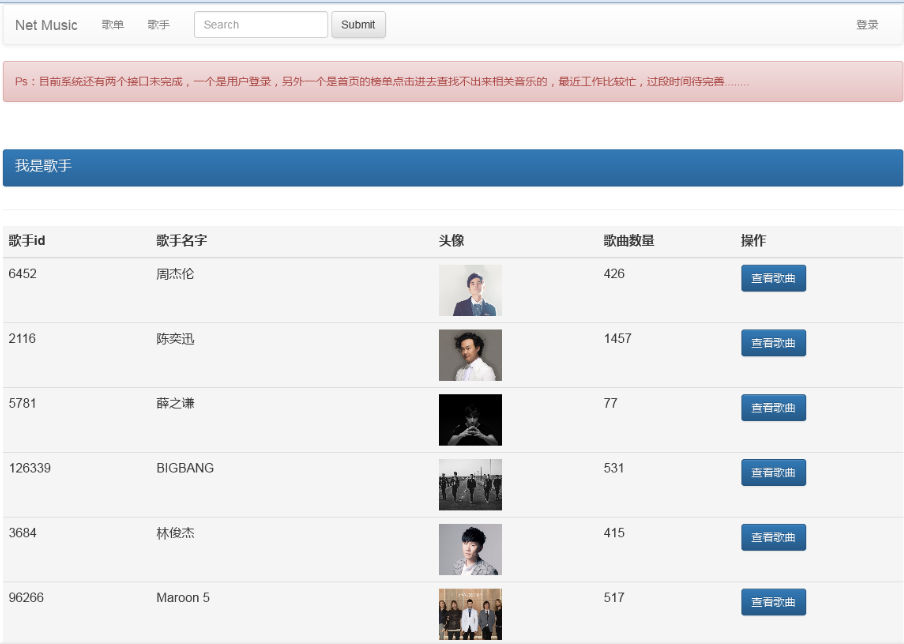 Net Music 歌单 歌手 Search Submit 登录
Ps：目前系统还有两个接口未完成，一个是用户登录，另外一个是首页的榜单点击进去查找不出来相关音乐的，最近工作比较忙，过段时间待完善........
我是歌手
歌手id 歌手名字 头像 歌曲数量 操作
6452 周杰伦 426 查看歌曲
2116 陈奕迅 1457 查看歌曲
5781 薛之谦 77 查看歌曲
126339 BIGBANG 531 查看歌曲
3684 林俊杰 415 查看歌曲
96266 Maroon 5 517 查看歌曲